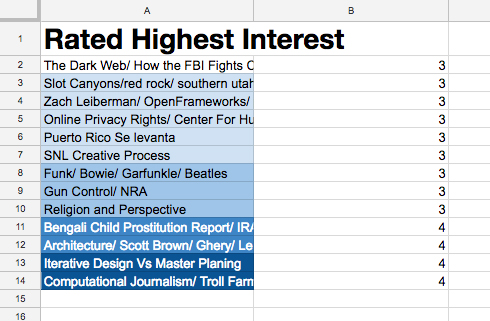 A B
1 Rated Highest Interest
2 The Dark Web/ How the FBI Fights 3
3 Slot Canyons/red rock/ southern utah 3
4 Zach Leiberman/ OpenFrameworks/ 3
5 Online Privacy Rights/ Center For Hu 3
6 Puerto Rico Se levanta 3
7 SNL Creative Process 3
8 Funk/ Bowie/ Garfunkle/ Beatles 3
9 Gun Control/ NRA 3
10 Religion and Perspective 3
11 Bengali Child Prostitution Report/ IRA 4
12 Architecture/ Scott Brown/ Ghery/ Le 4
13 Iterative Design Vs Master Planing 4
14 Computational Journalism/ Troll Farm 4
15
16